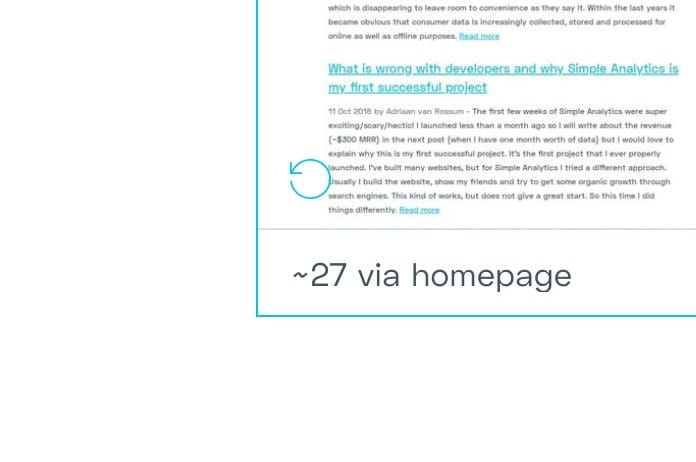 which is disappearing to leave room to convenience as they say it. Within the last years it
became obvious that consumer data is increasingly collected, stored and processed for
online as well as offline purposes. Read more
What is wrong with developers and why Simple Analytics is
my first successful project
11 Oct 2018 by Adriaan van Rossum - The first few weeks of Simple Analytics were super
exciting/scary/hectic! I launched less than a month ago so I will write about the revenue
(~$300 MRR) in the next post (when I have one month worth of data) but I would love to
explain why this is my first successful project. It's the first project that I ever properly
launched. I've built many websites, but for Simple Analytics I tried a different approach.
Usually I build the website, show my friends and try to get some organic growth through
search engines. This kind of works, but does not give a great start. So this time I did
things differently. Read more
~27 via homepage